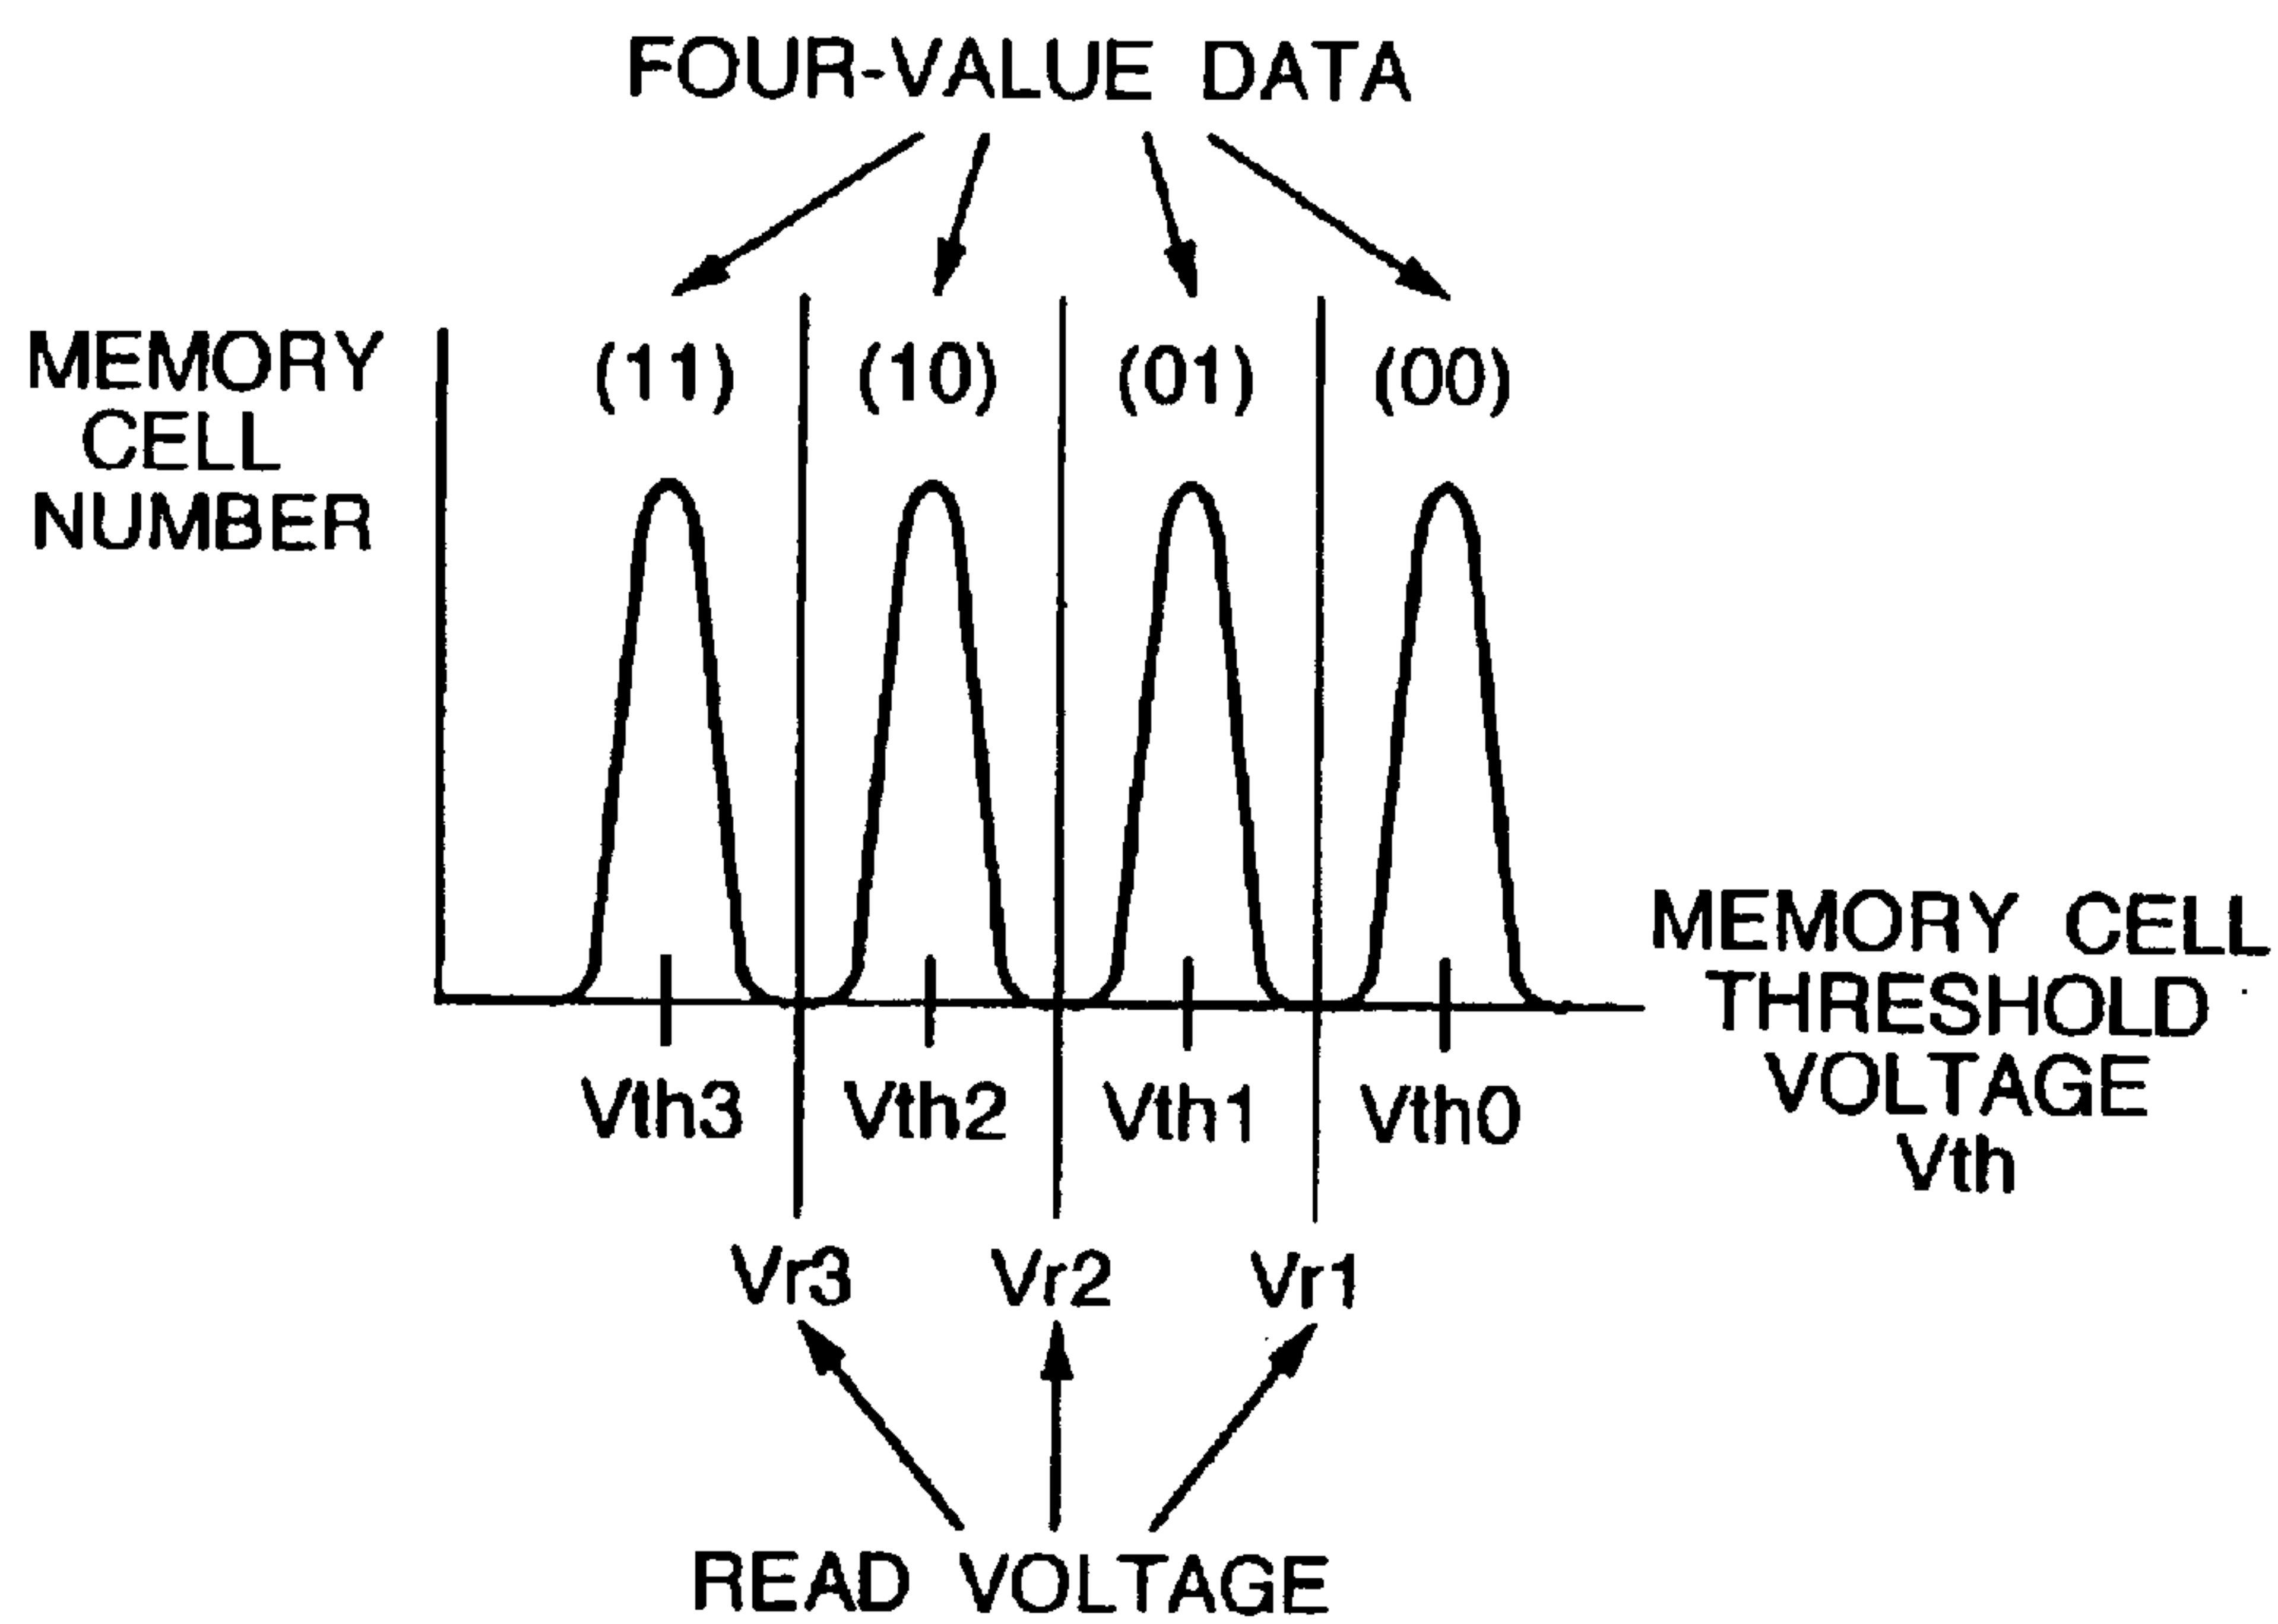 FOUR-VALUE DATA
MEMORY
CELL
NUMBER
(11) (10) (01) (00)
MEMORY CELL
THRESHOLD
VOLTAGE
Vth
Vth3 Vth2 Vth1 Vth0
Vr3 Vr2 Vr1
READ VOLTAGE